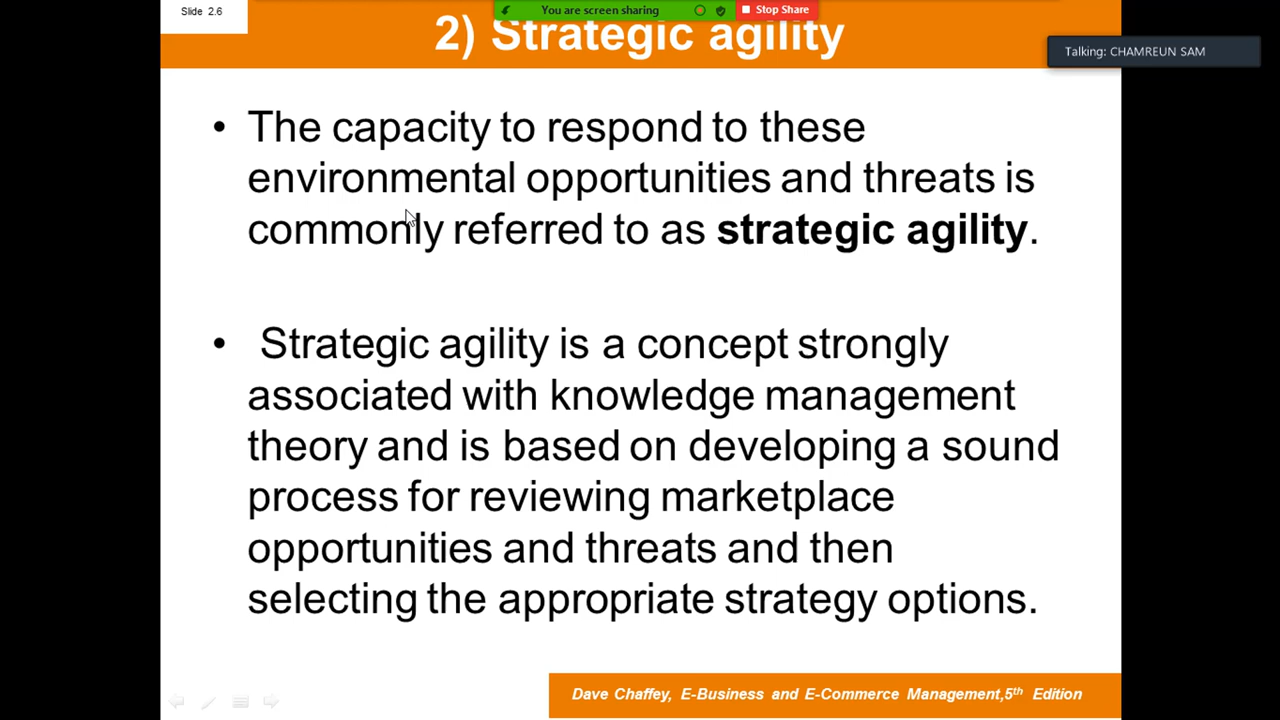 Slide 2.6
You are screen sharing
Stop Share
2) Strategic agility
Talking: CHAMREUN SAM
• The capacity to respond to these
environmental opportunities and threats is
commonly referred to as strategic agility.
• Strategic agility is a concept strongly
associated with knowledge management
theory and is based on developing a sound
process for reviewing marketplace
opportunities and threats and then
selecting the appropriate strategy options.
Dave Chaffey, E-Business and E-Commerce Management,5th Edition